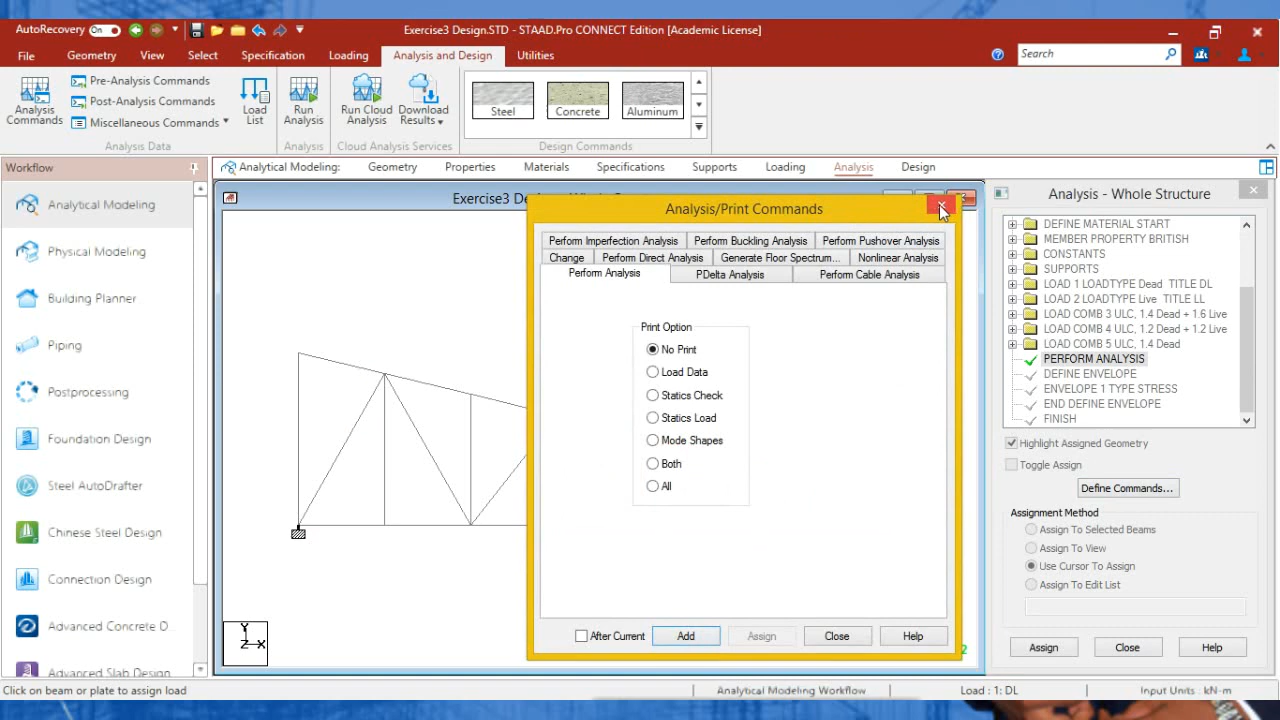 AutoRecovery On
Exercise3 Design.STD - STAAD.Pro CONNECT Edition [Academic License]
File Geometry View Select Specification Loading Analysis and Design Utilities
Search
Analysis Commands
Pre-Analysis Commands
Post-Analysis Commands
Miscellaneous Commands
Load List
Run Analysis
Run Cloud Analysis
Download Results
Steel
Concrete
Aluminum
Analysis Data
Analysis
Cloud Analysis Services
Design Commands
Workflow
Analytical Modeling: Geometry Properties Materials Specifications Supports Loading Analysis Design
Analytical Modeling
Physical Modeling
Building Planner
Piping
Postprocessing
Foundation Design
Steel AutoDrafter
Chinese Steel Design
Connection Design
Advanced Concrete D...
Advanced Slab Design
Exercise3 De
Y
Z X
Analysis/Print Commands
Perform Imperfection Analysis Perform Buckling Analysis Perform Pushover Analysis
Change Perform Direct Analysis Generate Floor Spectrum... Nonlinear Analysis
Perform Analysis PDelta Analysis Perform Cable Analysis
Print Option
No Print
Load Data
Statics Check
Statics Load
Mode Shapes
Both
All
After Current Add Assign Close Help
2
Analysis - Whole Structure
DEFINE MATERIAL START
MEMBER PROPERTY BRITISH
CONSTANTS
SUPPORTS
LOAD 1 LOADTYPE Dead TITLE DL
LOAD 2 LOADTYPE Live TITLE LL
LOAD COMB 3 ULC, 1.4 Dead + 1.6 Live
LOAD COMB 4 ULC, 1.2 Dead + 1.2 Live
LOAD COMB 5 ULC, 1.4 Dead
PERFORM ANALYSIS
DEFINE ENVELOPE
ENVELOPE 1 TYPE STRESS
END DEFINE ENVELOPE
FINISH
Highlight Assigned Geometry
Toggle Assign
Define Commands...
Assignment Method
Assign To Selected Beams
Assign To View
Use Cursor To Assign
Assign To Edit List
Assign Close Help
Click on beam or plate to assign load
Analytical Modeling Workflow
Load : 1: DL
Input Units : kN-m